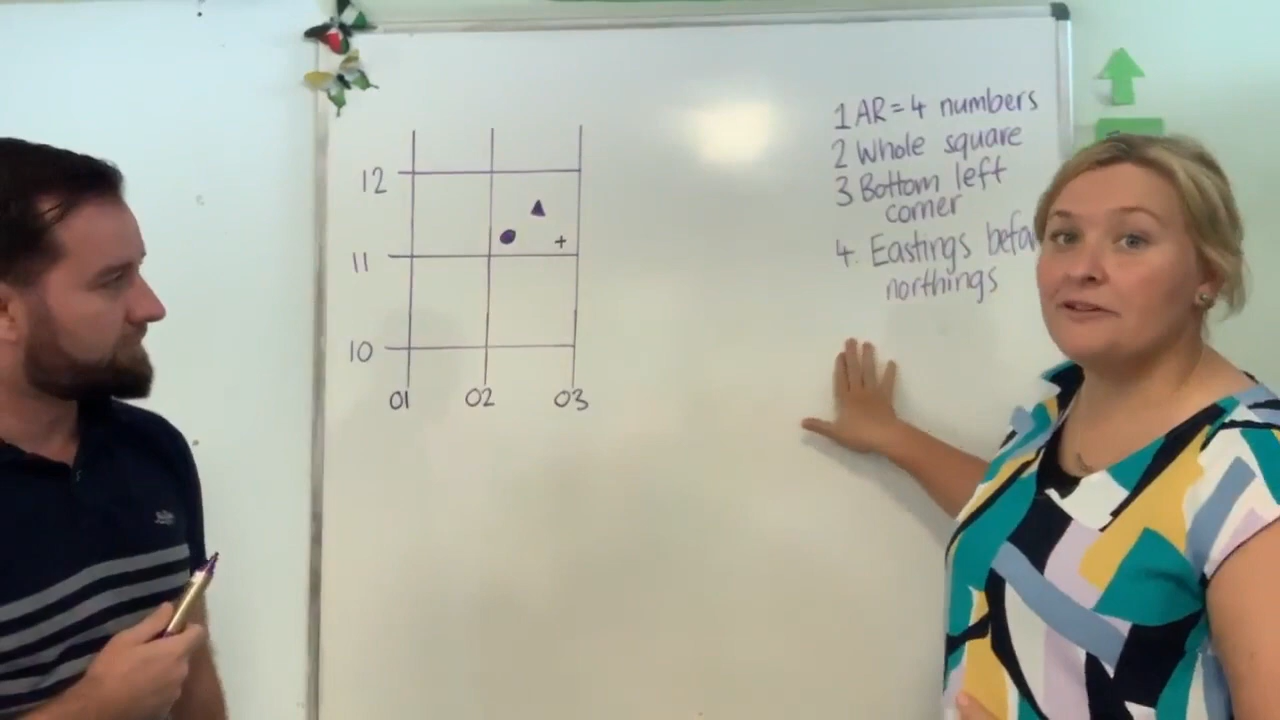 12
11
10
01 02 03
1 AR = 4 numbers
2 Whole square
3 Bottom left
corner
4. Eastings
northings